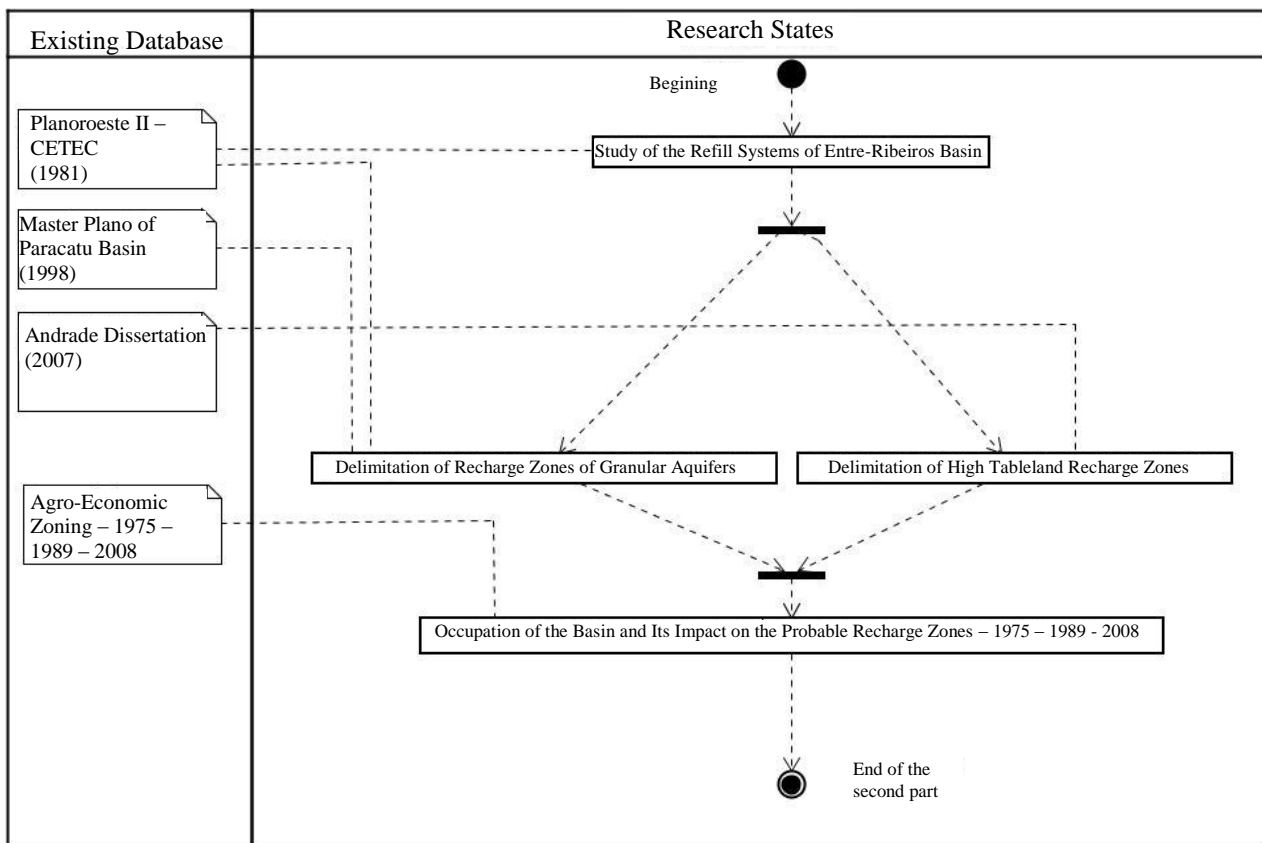 Existing Database
Research States
Begining
Planoroeste II –
CETEC
(1981)
Study of the Refill Systems of Entre-Ribeiros Basin
Master Plano of
Paracatu Basin
(1998)
Andrade Dissertation
(2007)
Delimitation of Recharge Zones of Granular Aquifers
Delimitation of High Tableland Recharge Zones
Agro-Economic
Zoning – 1975 –
1989 – 2008
Occupation of the Basin and Its Impact on the Probable Recharge Zones – 1975 – 1989 - 2008
End of the
second part